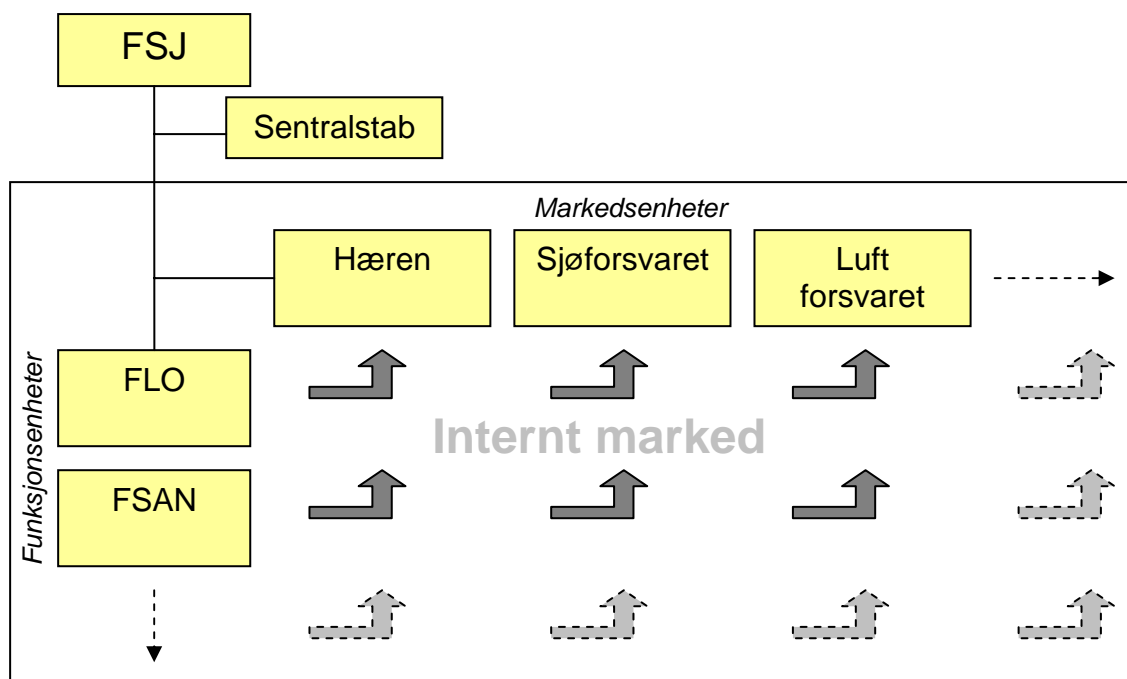 FSJ
Sentralstab
Markedsenheter
Hæren
Sjøforsvaret
Luft
forsvaret
Funksjonsenheter
FLO
Internt marked
FSAN